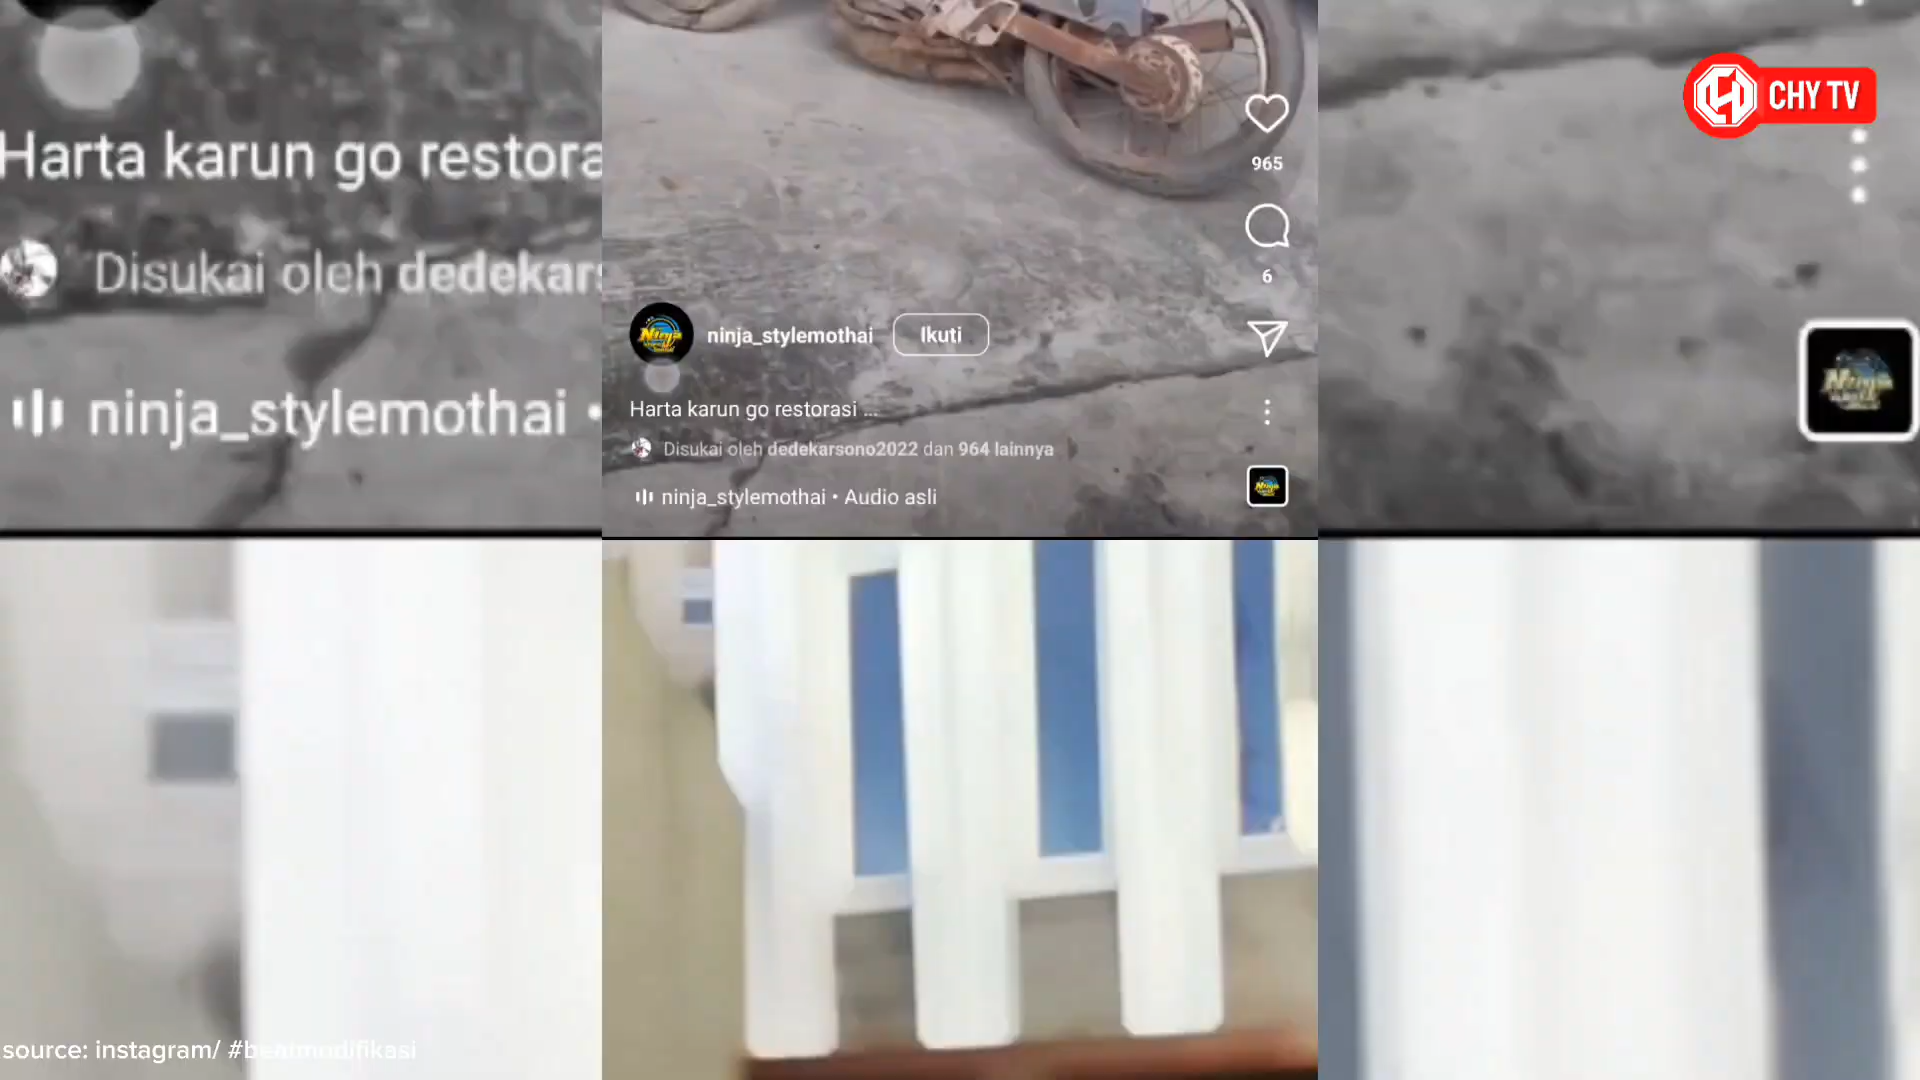 CHY TV
Harta karun go restora
Disukai oleh dedekars
ninja_stylemothai •
965
6
ninja_stylemothai
Ikuti
Harta karun go restorasi ...
Disukai oleh dedekarsono2022 dan 964 lainnya
ninja_stylemothai • Audio asli
source: instagram/ #beatmodifikasi